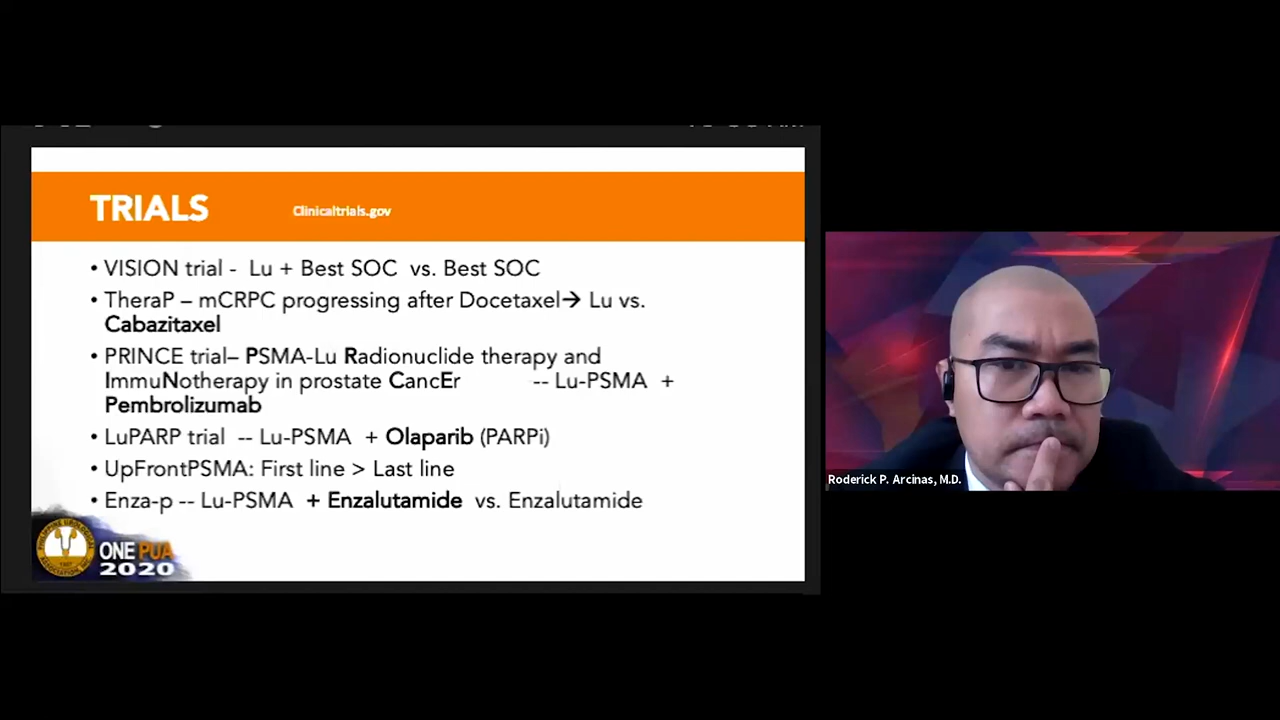 TRIALS Clinicaltrials.gov
• VISION trial - Lu + Best SOC vs. Best SOC
• TheraP – mCRPC progressing after Docetaxel→ Lu vs.
Cabazitaxel
• PRINCE trial– PSMA-Lu Radionuclide therapy and
ImmuNotherapy in prostate CancEr -- Lu-PSMA +
Pembrolizumab
• LuPARP trial -- Lu-PSMA + Olaparib (PARPi)
• UpFrontPSMA: First line > Last line
• Enza-p -- Lu-PSMA + Enzalutamide vs. Enzalutamide
ONE PUA
2020
Roderick P. Arcinas, M.D.